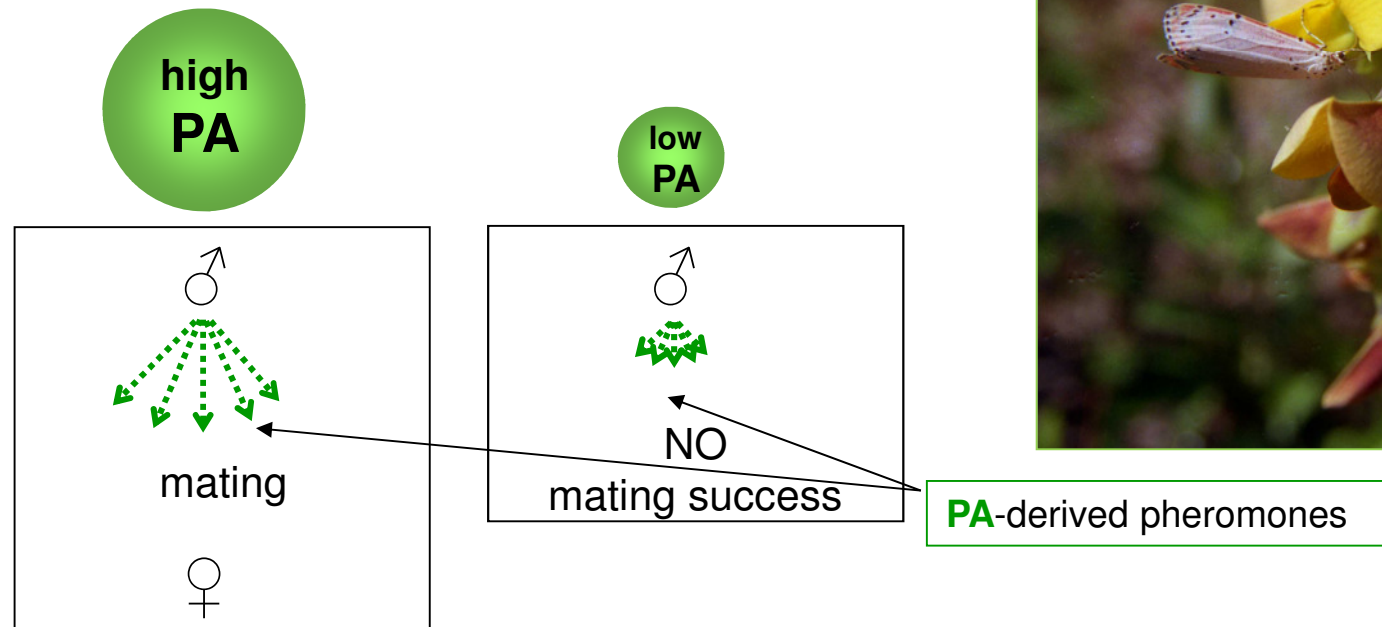 high
PA
low
PA
mating
NO
mating success
PA-derived pheromones